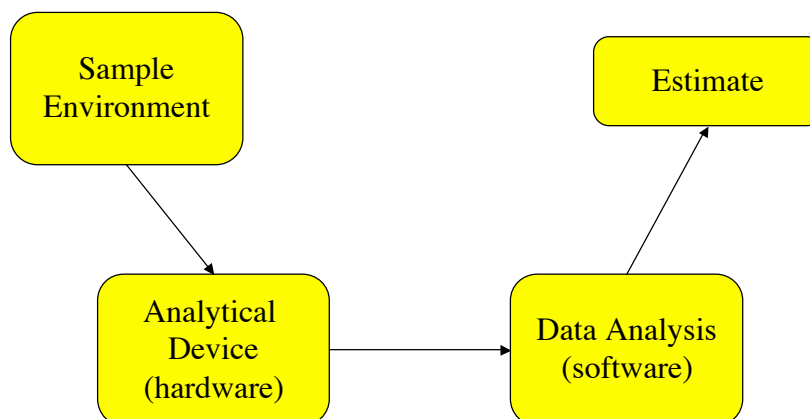 Sample
Environment
Estimate
Analytical
Device
(hardware)
Data Analysis
(software)